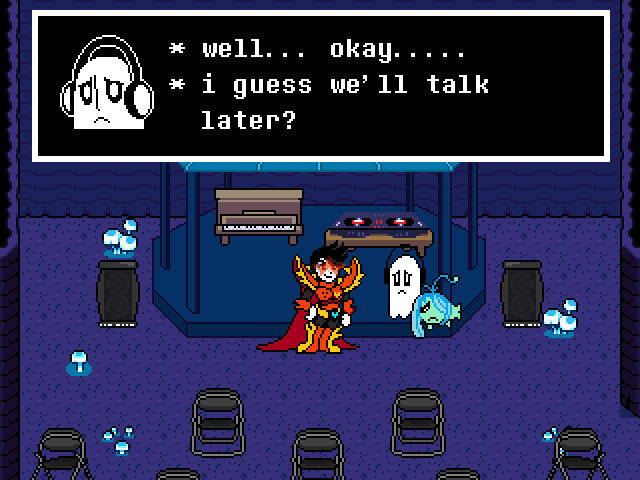 * well... okay.....
* i guess we'll talk
later?